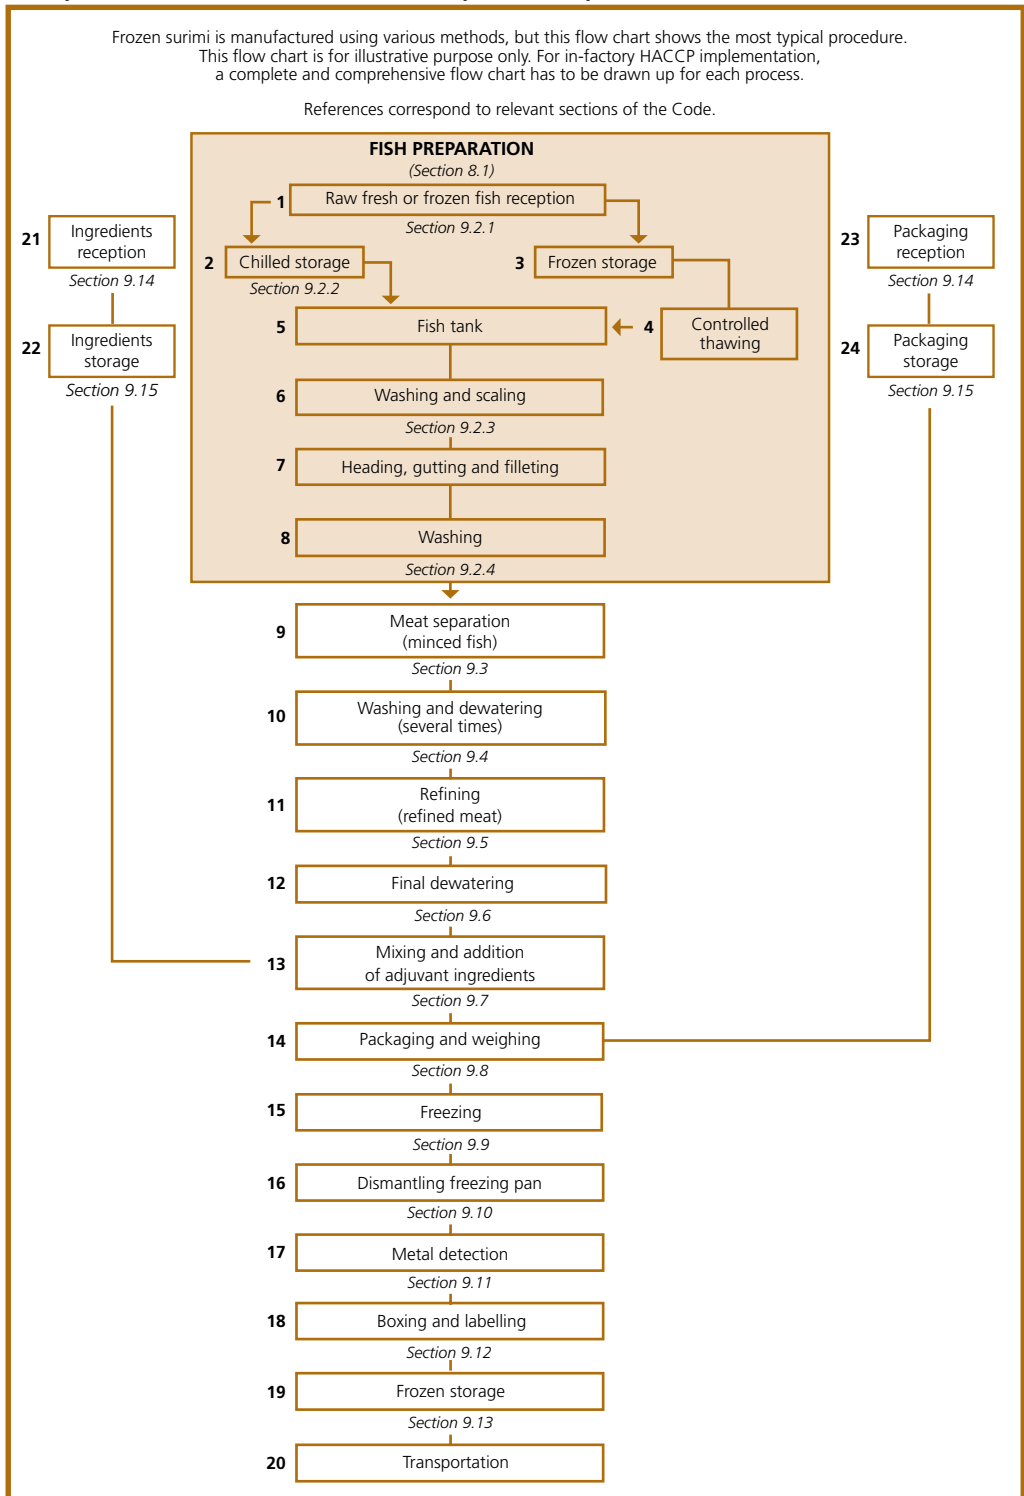 Frozen surimi is manufactured using various methods, but this flow chart shows the most typical procedure.
This flow chart is for illustrative purpose only. For in-factory HACCP implementation,
a complete and comprehensive flow chart has to be drawn up for each process.
References correspond to relevant sections of the Code.
FISH PREPARATION
(Section 8.1)
1 Raw fresh or frozen fish reception
Section 9.2.1
2 Chilled storage
Section 9.2.2
3 Frozen storage
4 Controlled
thawing
5 Fish tank
6 Washing and scaling
Section 9.2.3
7 Heading, gutting and filleting
8 Washing
Section 9.2.4
9 Meat separation
(minced fish)
Section 9.3
10 Washing and dewatering
(several times)
Section 9.4
11 Refining
(refined meat)
Section 9.5
12 Final dewatering
Section 9.6
13 Mixing and addition
of adjuvant ingredients
Section 9.7
14 Packaging and weighing
Section 9.8
15 Freezing
Section 9.9
16 Dismantling freezing pan
Section 9.10
17 Metal detection
Section 9.11
18 Boxing and labelling
Section 9.12
19 Frozen storage
Section 9.13
20 Transportation
21 Ingredients
reception
Section 9.14
22 Ingredients
storage
Section 9.15
23 Packaging
reception
Section 9.14
24 Packaging
storage
Section 9.15